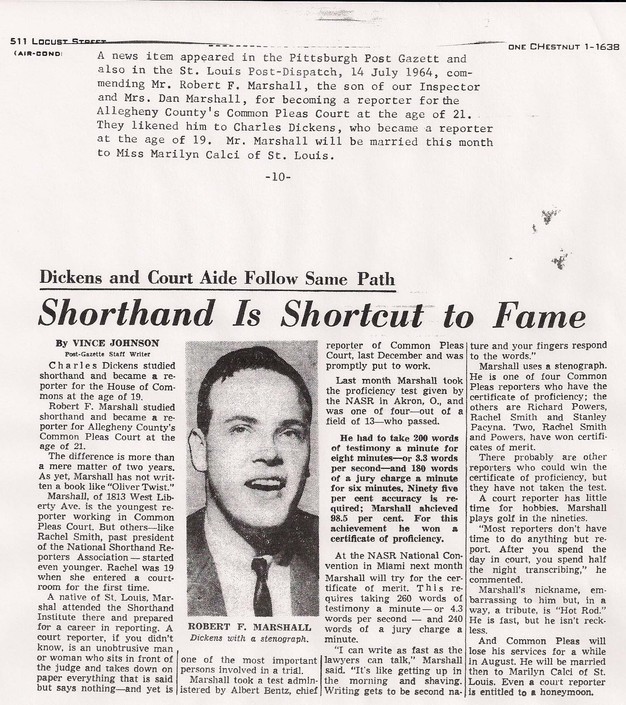 511 LOCUST STREET
(AIR-COND:
ONE CHESTNUT 1-1638
A news item appeared in the Pittsburgh Post Gazett and
also in the St. Louis Post-Dispatch, 14 July 1964, com-
mending Mr. Robert F. Marshall, the son of our Inspector
and Mrs. Dan Marshall, for becoming a reporter for the
Allegheny County's Common Pleas Court at the age of 21.
They likened him to Charles Dickens, who became a reporter
at the age of 19. Mr. Marshall will be married this month
to Miss Marilyn Calci of St. Louis.
-10-
Dickens and Court Aide Follow Same Path
Shorthand Is Shortcut to Fame
By VINCE JOHNSON
Post-Gazette Staff Writer
Charles Dickens studied
shorthand and became a re-
porter for the House of Com-
mons at the age of 19.
Robert F. Marshall studied
shorthand and became a re-
porter for Allegheny County's
Common Pleas Court at the
age of 21.
The difference is more than
a mere matter of two years.
As yet, Marshall has not writ-
ten a book like "Oliver Twist."
Marshall, of 1813 West Lib-
erty Ave. is the youngest re-
porter working in Common
Pleas Court. But others—like
Rachel Smith, past president
of the National Shorthand Re-
porters Association — started
even younger. Rachel was 19
when she entered a court-
room for the first time.
A native of St. Louis, Mar-
shal attended the Shorthand
Institute there and prepared
for a career in reporting. A
court reporter, if you didn't
know, is an unobtrusive man
or woman who sits in front of
the judge and takes down on
paper everything that is said
but says nothing—and yet is
ROBERT F. MARSHALL
Dickens with a stenograph.
one of the most important
persons involved in a trial.
Marshall took a test admin-
istered by Albert Bentz, chief
reporter of Common Pleas
Court, last December and was
promptly put to work.
Last month Marshall took
the proficiency test given by
the NASR in Akron, O., and
was one of four—out of a
field of 13—who passed.
He had to take 200 words
of testimony a minute for
eight minutes—or 3.3 words
per second—and 180 words
of a jury charge a minute
for six minutes. Ninety five
per cent accuracy is re-
quired; Marshall ahcieved
98.5 per cent. For this
achievement he won a
certificate of proficiency.
At the NASR National Con-
vention in Miami next month
Marshall will try for the cer-
tificate of merit. This re-
quires taking 260 words of
testimony a minute — or 4.3
words per second — and 240
words of a jury charge a
minute.
"I can write as fast as the
lawyers can talk," Marshall
said. "It's like getting up in
the morning and shaving.
Writing gets to be second na-
ture and your fingers respond
to the words."
Marshall uses a stenograph.
He is one of four Common
Pleas reporters who have the
certificate of proficiency; the
others are Richard Powers,
Rachel Smith and Stanley
Pacyna. Two, Rachel Smith
and Powers, have won certifi-
cates of merit.
There probably are other
reporters who could win the
certificate of proficiency, but
they have not taken the test.
A court reporter has little
time for hobbies. Marshall
plays golf in the nineties.
"Most reporters don't have
time to do anything but re-
port. After you spend the
day in court, you spend half
the night transcribing," he
commented.
Marshall's nickname, em-
barrassing to him but, in a
way, a tribute, is "Hot Rod."
He is fast, but he isn't reck-
less.
And Common Pleas will
lose his services for a while
in August. He will be married
then to Marilyn Calci of St.
Louis. Even a court reporter
is entitled to a honeymoon.